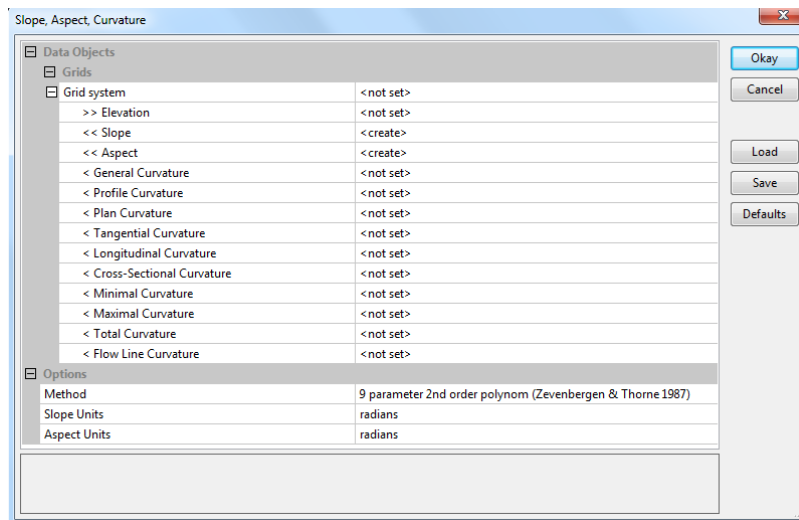 Slope, Aspect, Curvature
Data Objects
Grids
Grid system <not set>
>> Elevation <not set>
<< Slope <create>
<< Aspect <create>
< General Curvature <not set>
< Profile Curvature <not set>
< Plan Curvature <not set>
< Tangential Curvature <not set>
< Longitudinal Curvature <not set>
< Cross-Sectional Curvature <not set>
< Minimal Curvature <not set>
< Maximal Curvature <not set>
< Total Curvature <not set>
< Flow Line Curvature <not set>
Options
Method 9 parameter 2nd order polynom (Zevenbergen & Thorne 1987)
Slope Units radians
Aspect Units radians
Okay
Cancel
Load
Save
Defaults